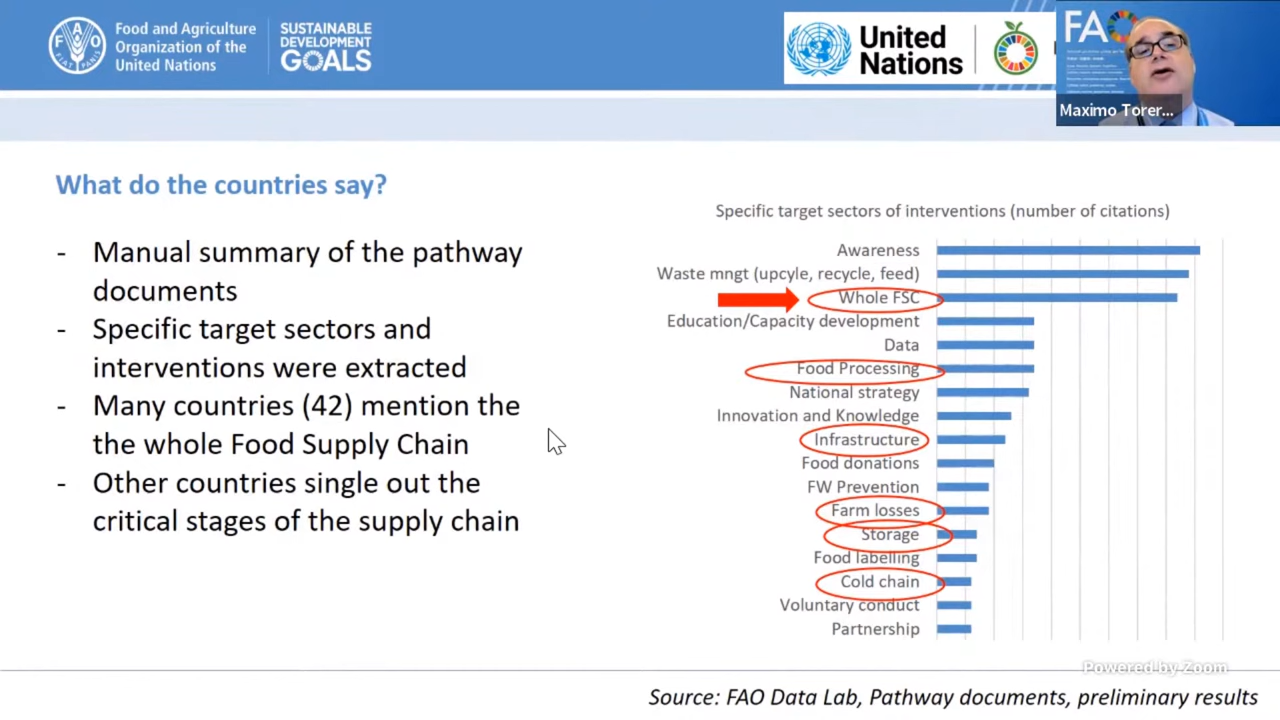 Food and Agriculture
Organization of the
United Nations
SUSTAINABLE
DEVELOPMENT
GOALS
United
Nations
FAO
Maximo Torer...
What do the countries say?
- Manual summary of the pathway
documents
- Specific target sectors and
interventions were extracted
- Many countries (42) mention the
the whole Food Supply Chain
- Other countries single out the
critical stages of the supply chain
Specific target sectors of interventions (number of citations)
Awareness
Waste mngt (upcyle, recycle, feed)
Whole FSC
Education/Capacity development
Data
Food Processing
National strategy
Innovation and Knowledge
Infrastructure
Food donations
FW Prevention
Farm losses
Storage
Food labelling
Cold chain
Voluntary conduct
Partnership
Powered by Zoom
Source: FAO Data Lab, Pathway documents, preliminary results